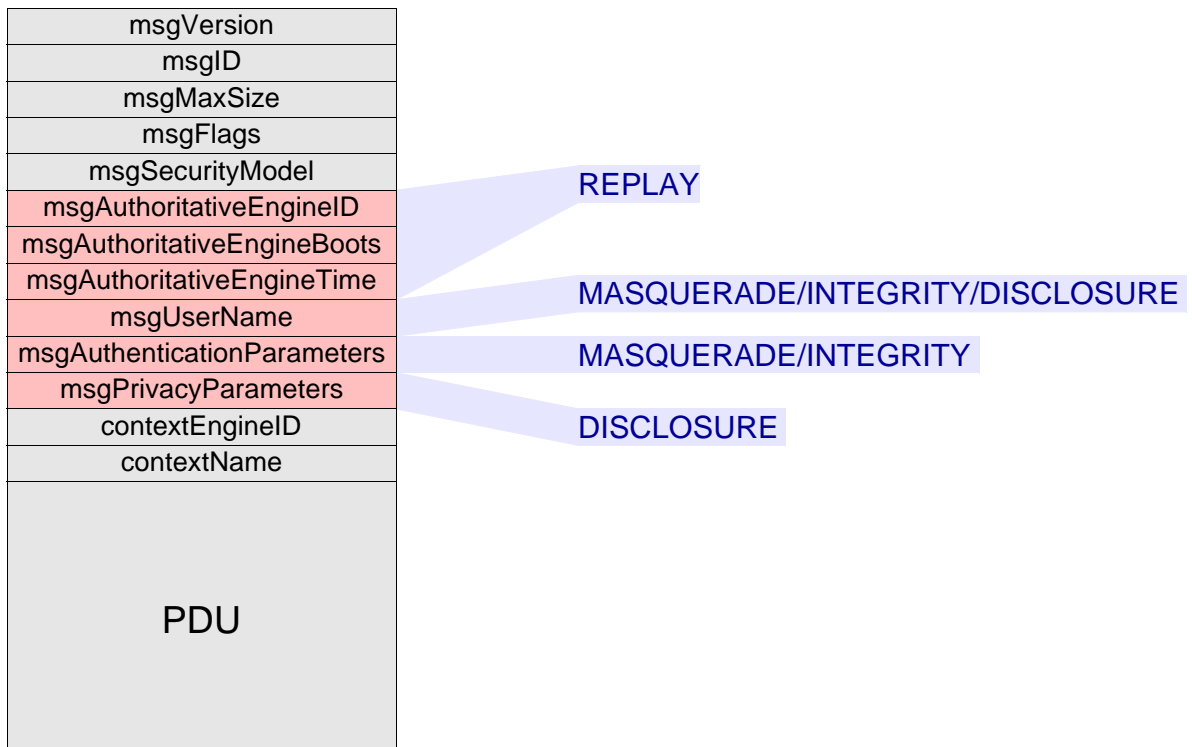 msgVersion
msgID
msgMaxSize
msgFlags
msgSecurityModel
msgAuthoritativeEngineID
msgAuthoritativeEngineBoots
msgAuthoritativeEngineTime
msgUserName
msgAuthenticationParameters
msgPrivacyParameters
contextEngineID
contextName
PDU
REPLAY
MASQUERADE/INTEGRITY/DISCLOSURE
MASQUERADE/INTEGRITY
DISCLOSURE